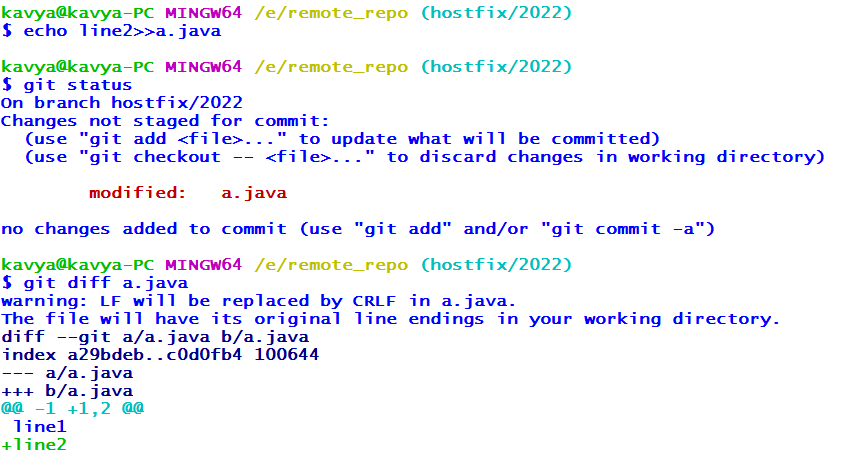 kavya@kavya-PC MINGW64 /e/remote_repo (hostfix/2022)
$ echo line2>>a.java
kavya@kavya-PC MINGW64 /e/remote_repo (hostfix/2022)
$ git status
On branch hostfix/2022
Changes not staged for commit:
  (use "git add <file>..." to update what will be committed)
  (use "git checkout -- <file>..." to discard changes in working directory)
        modified:   a.java
no changes added to commit (use "git add" and/or "git commit -a")
kavya@kavya-PC MINGW64 /e/remote_repo (hostfix/2022)
$ git diff a.java
warning: LF will be replaced by CRLF in a.java.
The file will have its original line endings in your working directory.
diff --git a/a.java b/a.java
index a29bdeb..c0d0fb4 100644
--- a/a.java
+++ b/a.java
@@ -1 +1,2 @@
 line1
+line2